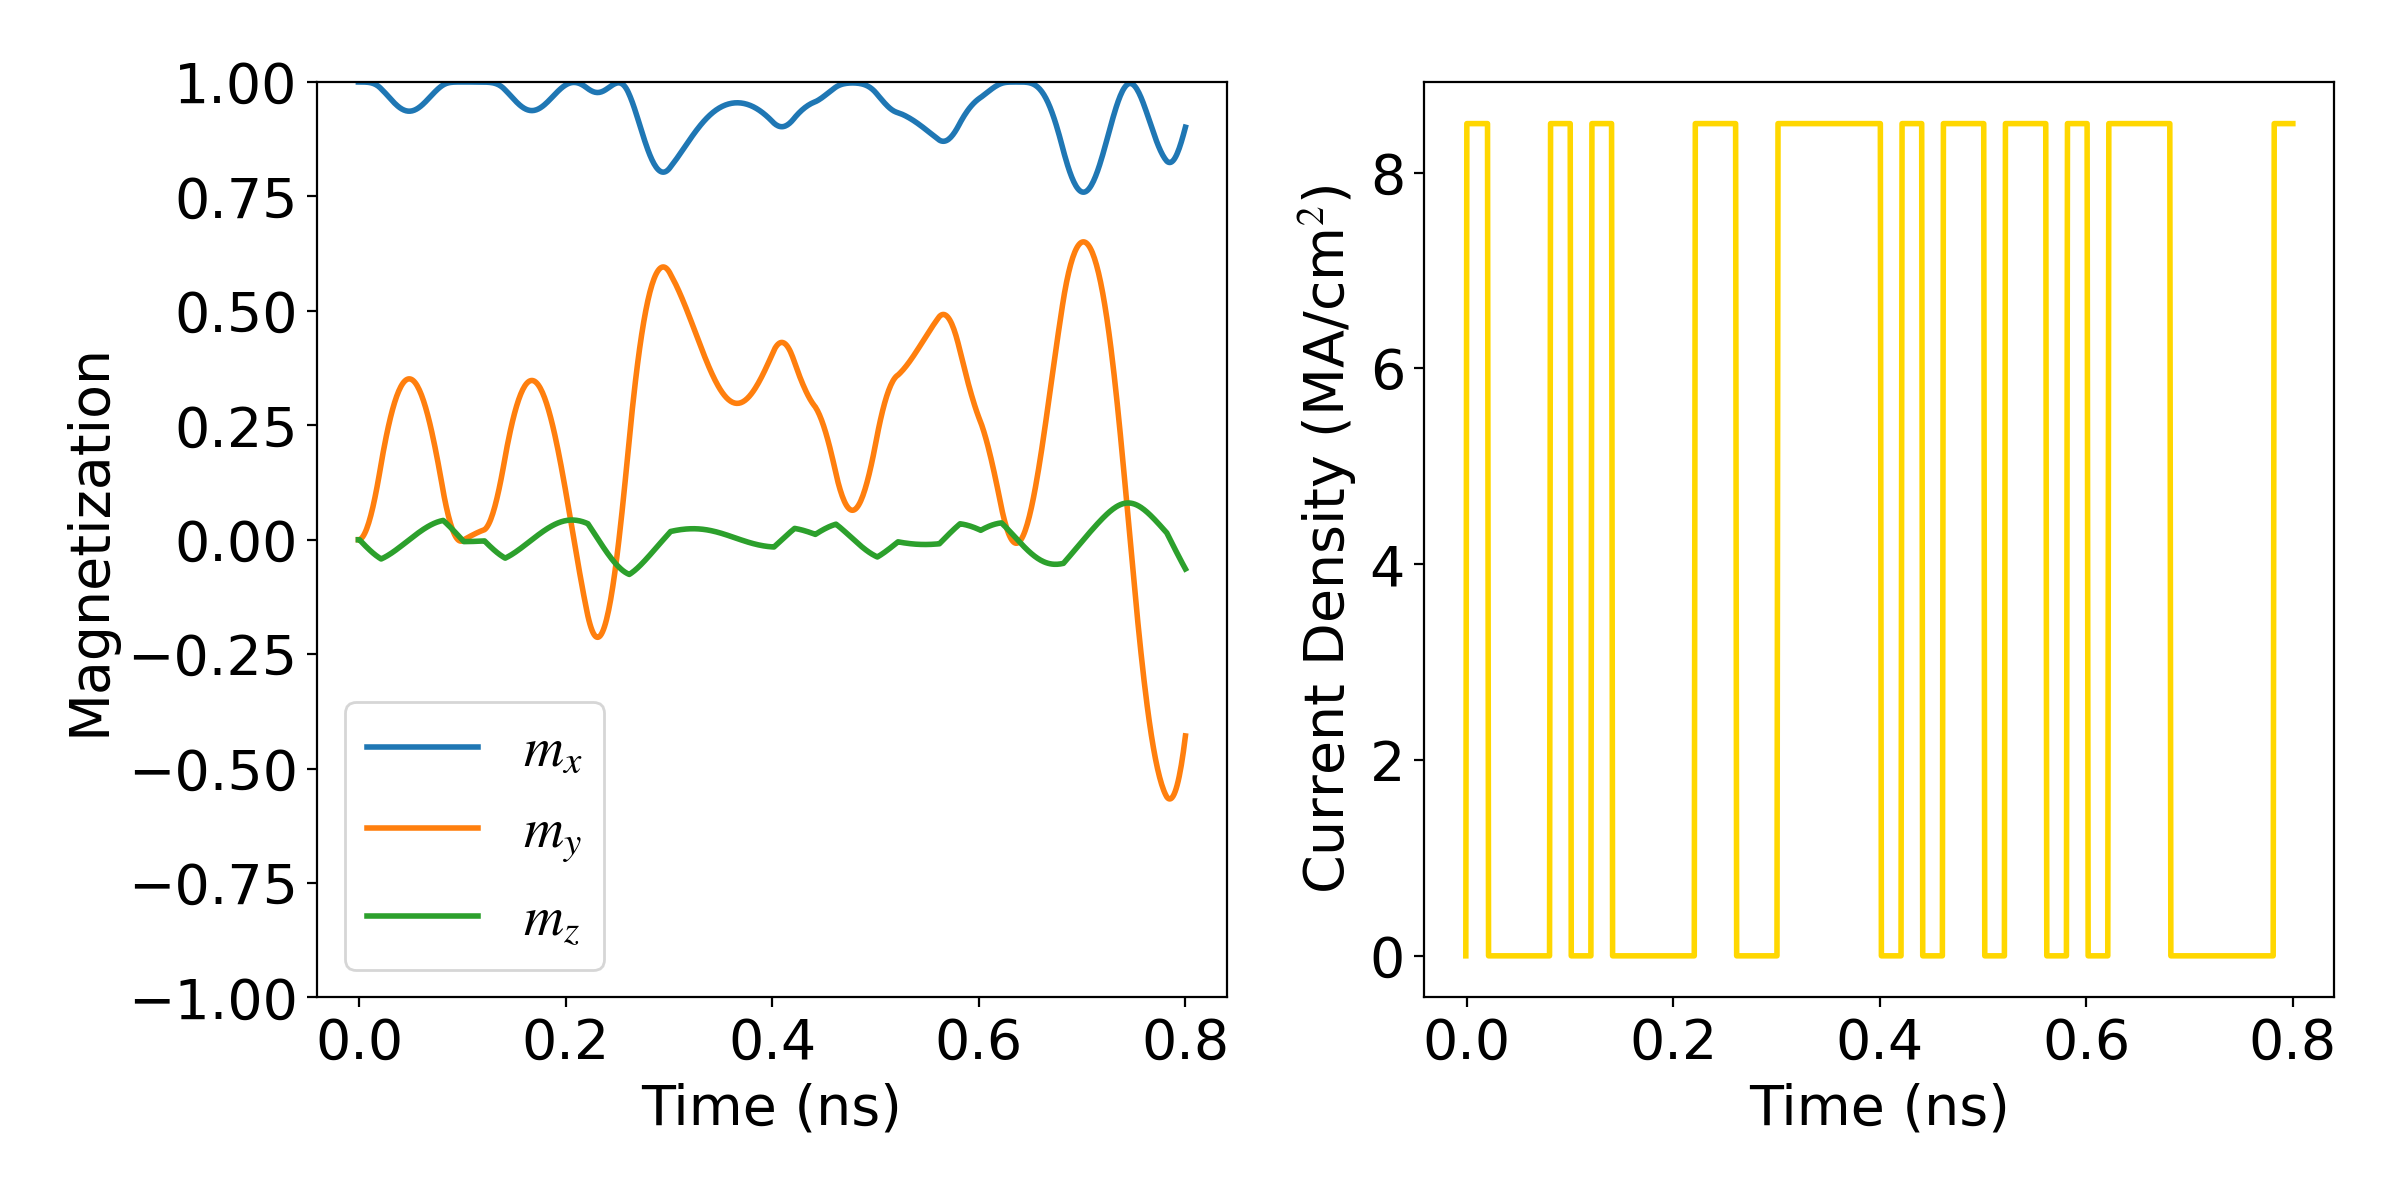 1.00
0.75
0.50
0.25
0.00
−0.25
−0.50
−0.75
−1.00
Magnetization
m_x
m_y
m_z
0.0 0.2 0.4 0.6 0.8
Time (ns)
8
6
4
2
0
Current Density (MA/cm²)
0.0 0.2 0.4 0.6 0.8
Time (ns)